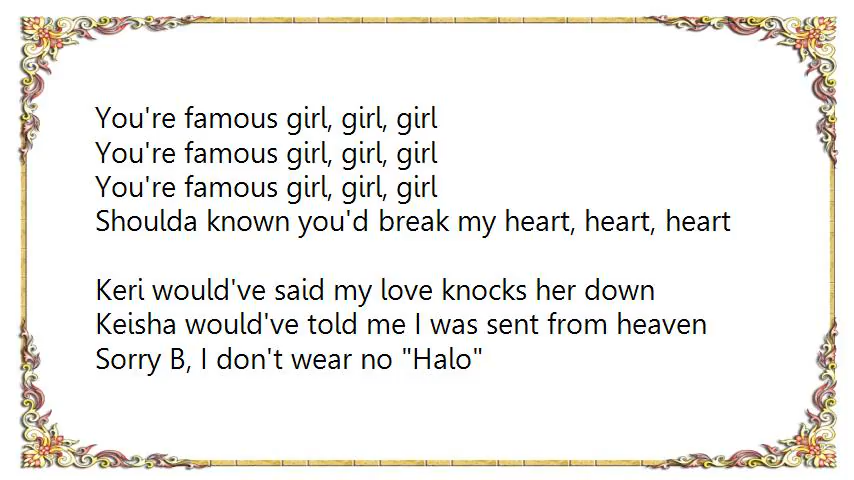 You're famous girl, girl, girl
You're famous girl, girl, girl
You're famous girl, girl, girl
Shoulda known you'd break my heart, heart, heart
Keri would've said my love knocks her down
Keisha would've told me I was sent from heaven
Sorry B, I don't wear no "Halo"